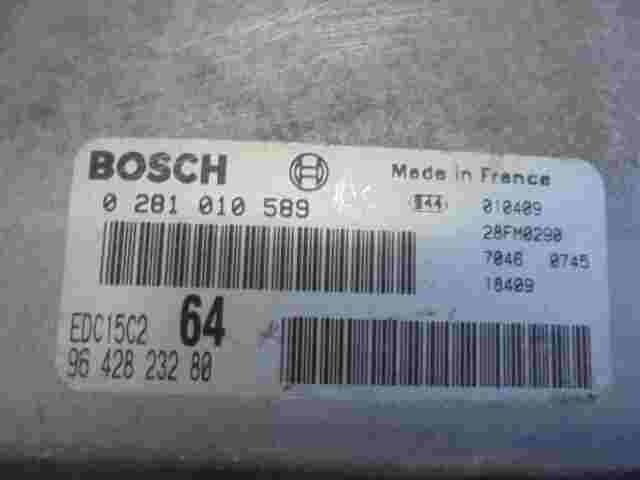 BOSCH
Made in France
0 281 010 589
010409
28FM0290
7046 0745
18409
EDC15C2 64
96 428 232 80